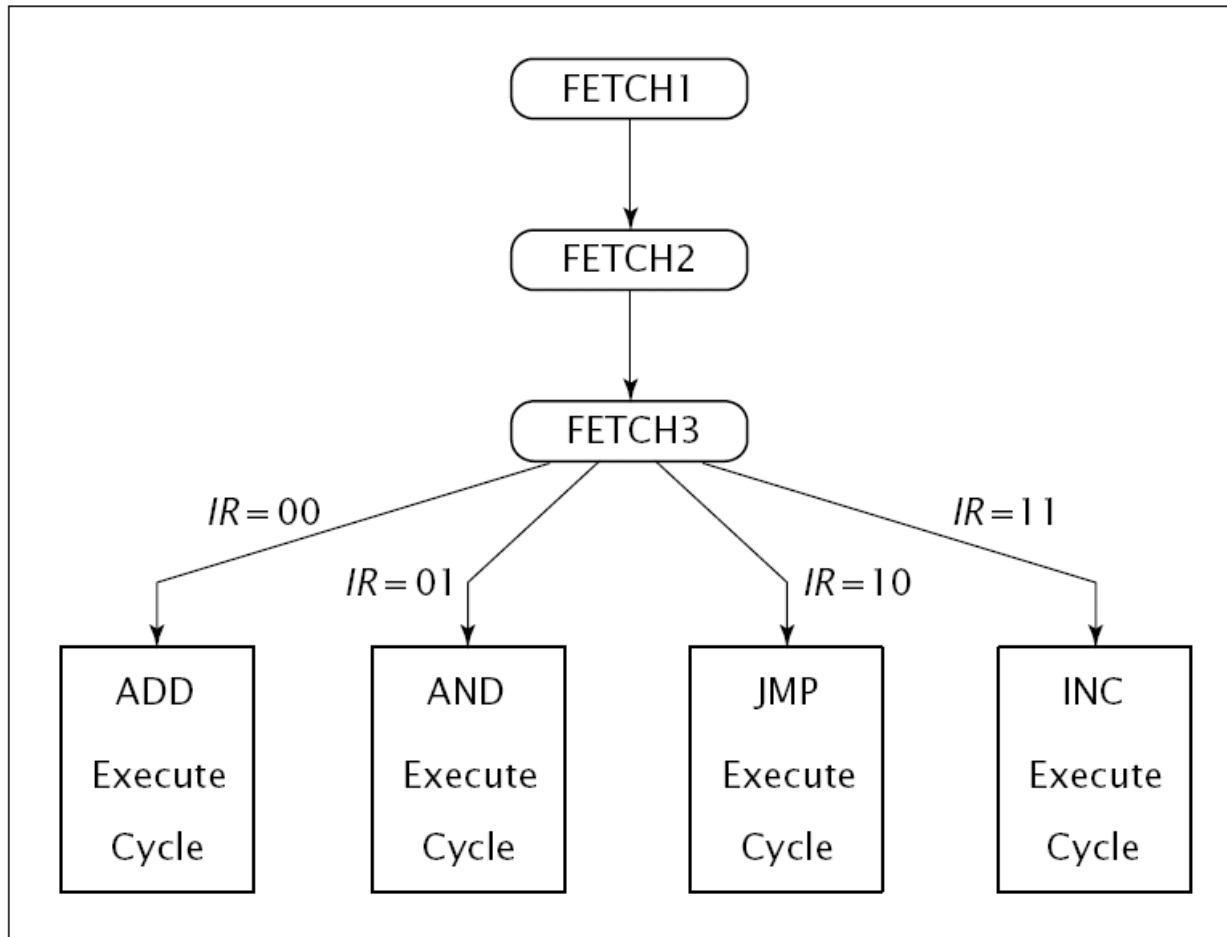 FETCH1
FETCH2
FETCH3
IR=00
IR=01
IR=10
IR=11
ADD
Execute
Cycle
AND
Execute
Cycle
JMP
Execute
Cycle
INC
Execute
Cycle